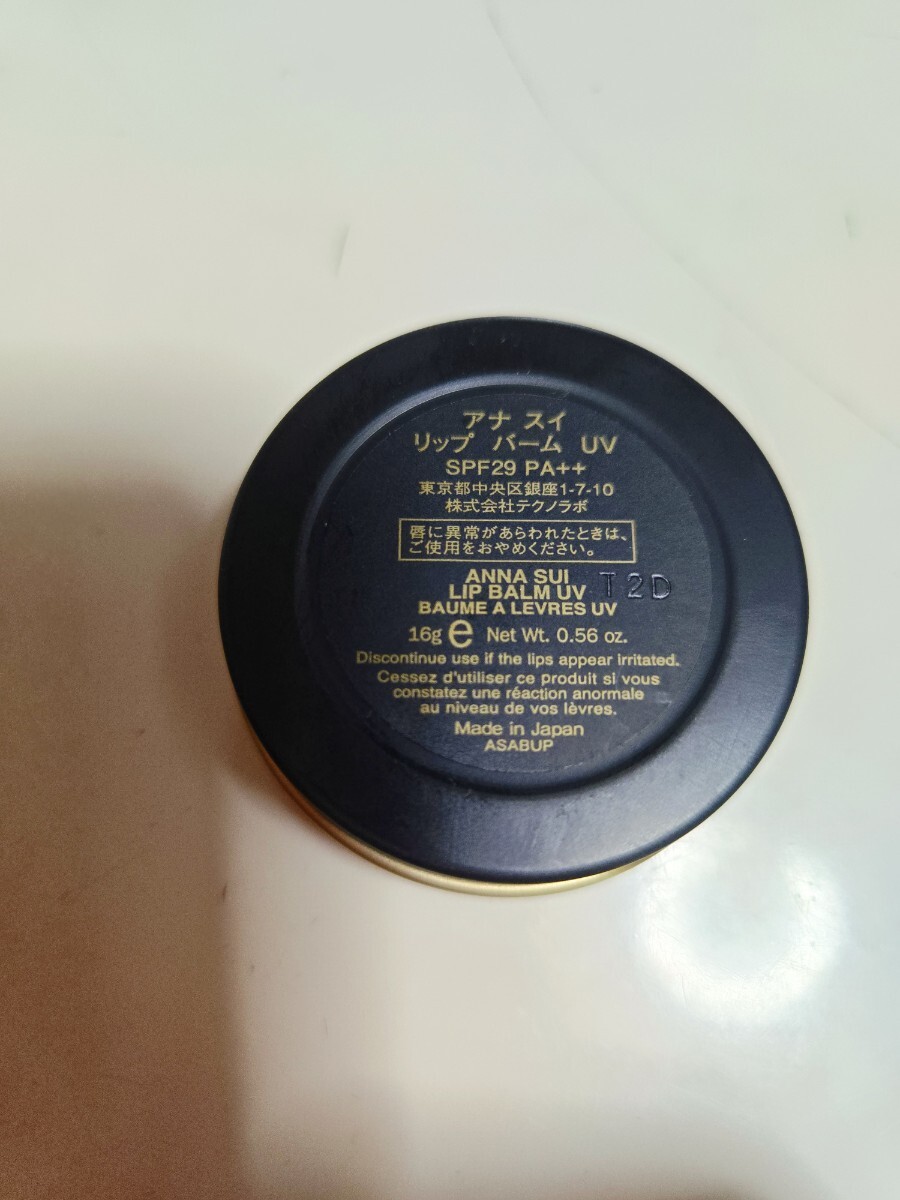 アナ スイ
リップ バーム UV
SPF29 PA++
東京都中央区銀座1-7-10
株式会社テクノラボ
唇に異常があらわれたときは、
ご使用をおやめください。
ANNA SUI
LIP BALM UV T2D
BAUME A LEVRES UV
16g e Net Wt. 0.56 oz.
Discontinue use if the lips appear irritated.
Cessez d'utiliser ce produit si vous
constatez une réaction anormale
au niveau de vos lèvres.
Made in Japan
ASABUP